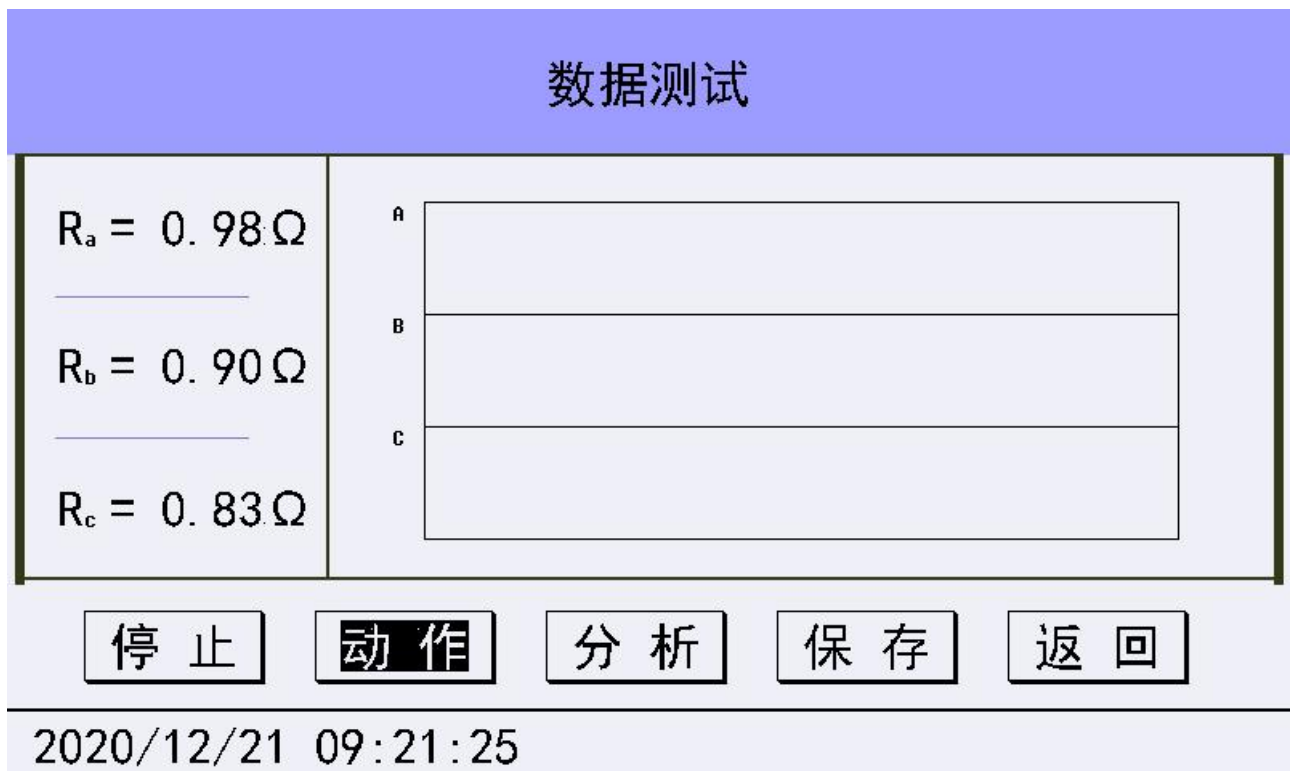 数据测试
Ra = 0.98Ω
A
B
Rb = 0.90Ω
C
Rc = 0.83Ω
停止 动作 分析 保存 返回
2020/12/21 09:21:25